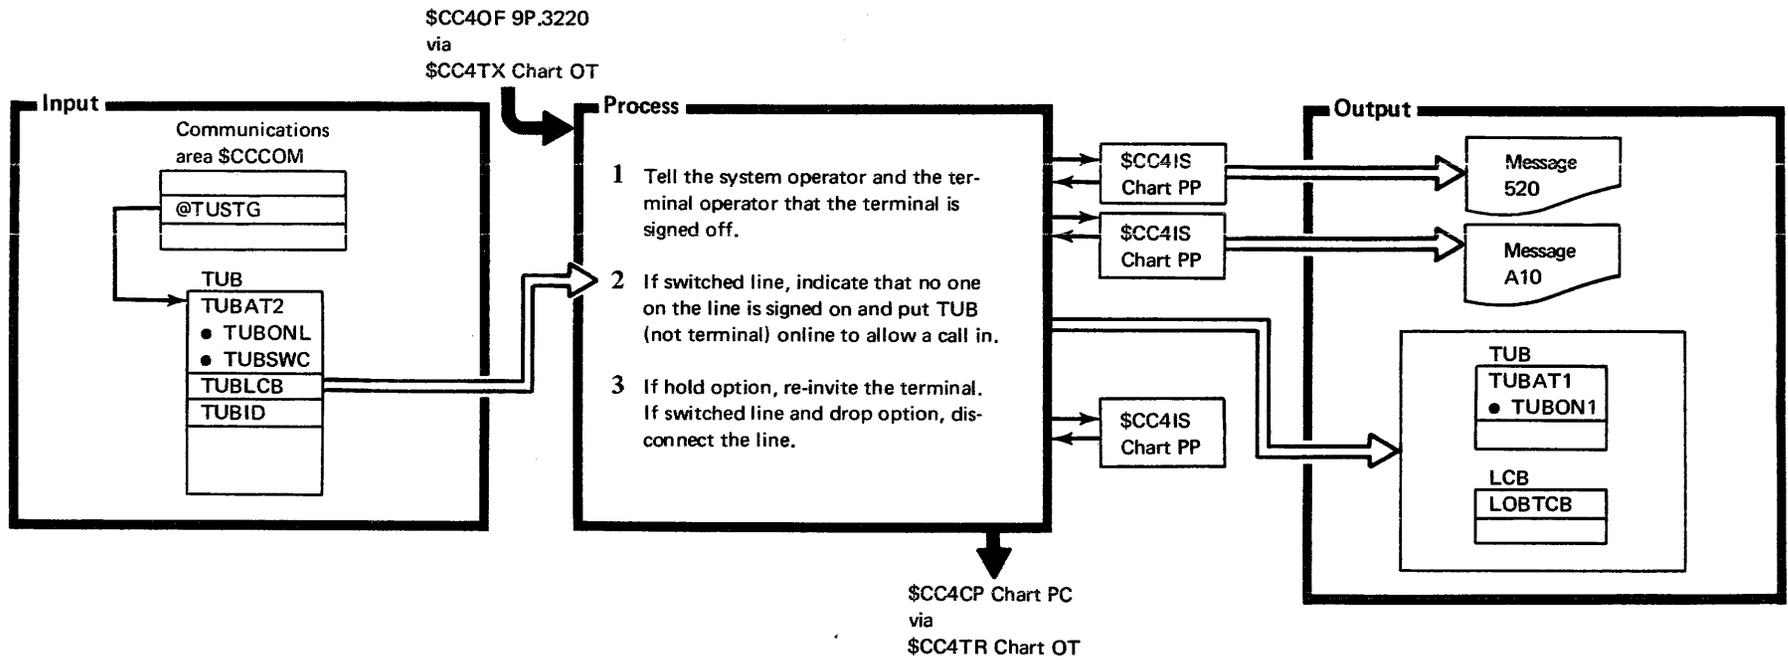 $CC4OF 9P.3220
via
$CC4TX Chart OT
Input
Communications
area $CCCOM
@TUSTG
TUB
TUBAT2
● TUBONL
● TUBSWC
TUBLCB
TUBID
Process
1 Tell the system operator and the ter-
minal operator that the terminal is
signed off.
2 If switched line, indicate that no one
on the line is signed on and put TUB
(not terminal) online to allow a call in.
3 If hold option, re-invite the terminal.
If switched line and drop option, dis-
connect the line.
$CC4IS
Chart PP
$CC4IS
Chart PP
$CC4IS
Chart PP
Output
Message
520
Message
A10
TUB
TUBAT1
● TUBON1
LCB
LOBTCB
$CC4CP Chart PC
via
$CC4TR Chart OT